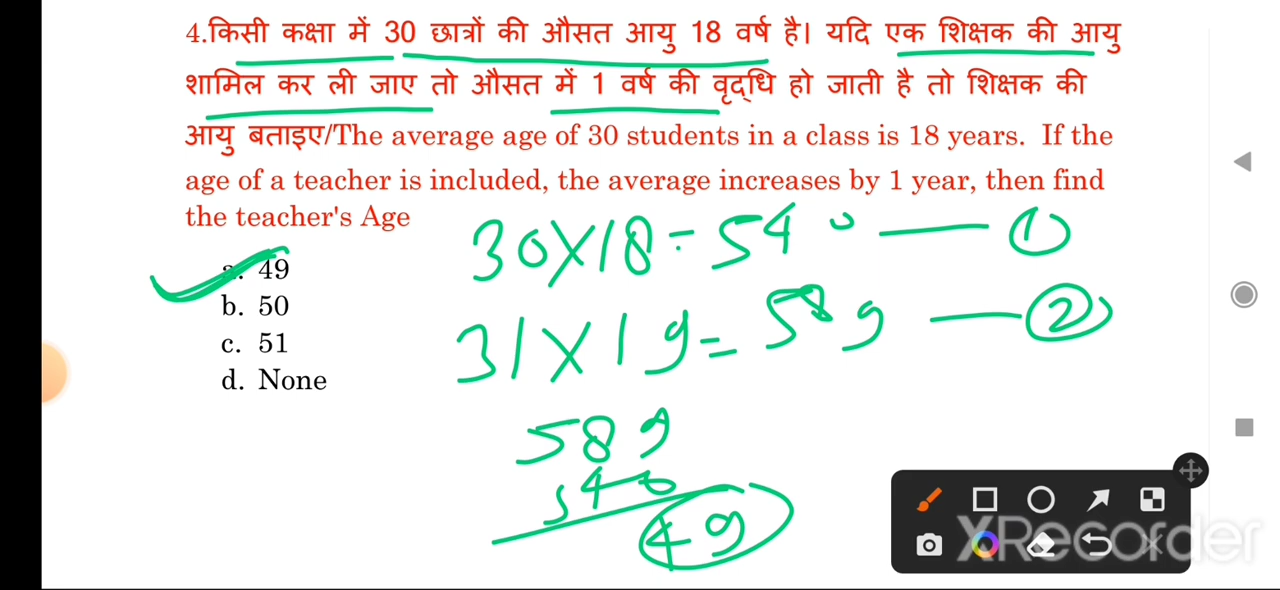 4.किसी कक्षा में 30 छात्रों की औसत आयु 18 वर्ष है। यदि एक शिक्षक की आयु
शामिल कर ली जाए तो औसत में 1 वर्ष की वृद्धि हो जाती है तो शिक्षक की
आयु बताइए/The average age of 30 students in a class is 18 years. If the
age of a teacher is included, the average increases by 1 year, then find
the teacher's Age
30×18=540 — ①
a. 49
b. 50
31×19=589 — ②
c. 51
d. None
589
540
49
XRecorder